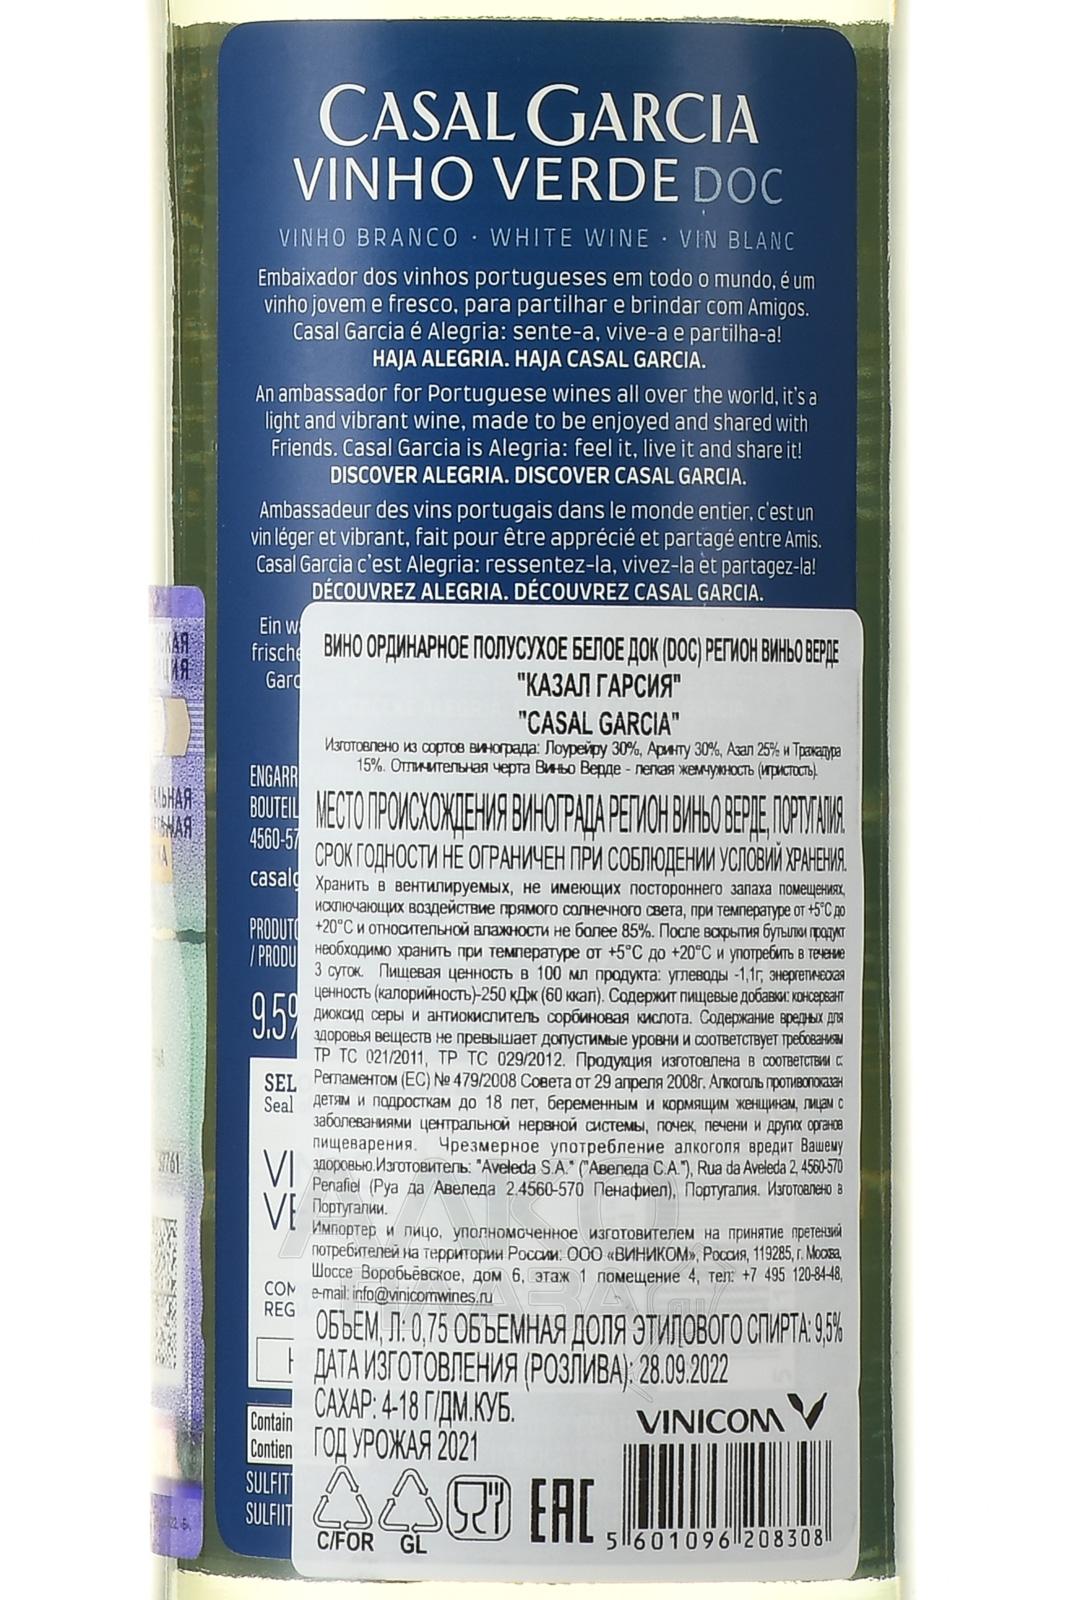 CASAL GARCIA
VINHO VERDE DOC
VINHO BRANCO · WHITE WINE · VIN BLANC
Embaixador dos vinhos portugueses em todo o mundo, é um
vinho jovem e fresco, para partilhar e brindar com Amigos.
Casal Garcia é Alegria: sente-a, vive-a e partilha-a!
HAJA ALEGRIA. HAJA CASAL GARCIA.
An ambassador for Portuguese wines all over the world, it's a
light and vibrant wine, made to be enjoyed and shared with
Friends. Casal Garcia is Alegria: feel it, live it and share it!
DISCOVER ALEGRIA. DISCOVER CASAL GARCIA.
Ambassadeur des vins portugais dans le monde entier, c'est un
vin léger et vibrant, fait pour être apprécié et partagé entre Amis.
Casal Garcia c'est Alegria: ressentez-la, vivez-la et partagez-la!
DÉCOUVREZ ALEGRIA. DÉCOUVREZ CASAL GARCIA.
Ein
4560-57
9.5%
Seal
ВИНО ОРДИНАРНОЕ ПОЛУСУХОЕ БЕЛОЕ ДОК (DOC) РЕГИОН ВИНЬО ВЕРДЕ
"КАЗАЛ ГАРСИЯ"
"CASAL GARCIA"
Изготовлено из сортов винограда: Лоурейру 30%, Аринту 30%, Азал 25% и Тражадура
15%. Отличительная черта Виньо Верде - легкая жемчужность (игристость).
МЕСТО ПРОИСХОЖДЕНИЯ ВИНОГРАДА РЕГИОН ВИНЬО ВЕРДЕ, ПОРТУГАЛИЯ.
СРОК ГОДНОСТИ НЕ ОГРАНИЧЕН ПРИ СОБЛЮДЕНИИ УСЛОВИЙ ХРАНЕНИЯ.
Хранить в вентилируемых, не имеющих постороннего запаха помещениях,
исключающих воздействие прямого солнечного света, при температуре от +5°С до
+20°С и относительной влажности не более 85%. После вскрытия бутылки продукт
необходимо хранить при температуре от +5°С до +20°С и употребить в течение
3 суток. Пищевая ценность в 100 мл продукта: углеводы -1,1г; энергетическая
ценность (калорийность)-250 кДж (60 ккал). Содержит пищевые добавки: консервант
диоксид серы и антиокислитель сорбиновая кислота. Содержание вредных для
здоровья веществ не превышает допустимые уровни и соответствует требованиям
ТР ТС 021/2011, ТР ТС 029/2012. Продукция изготовлена в соответствии с
Регламентом (ЕС) № 479/2008 Совета от 29 апреля 2008г. Алкоголь противопоказан
детям и подросткам до 18 лет, беременным и кормящим женщинам, лицам с
заболеваниями центральной нервной системы, почек, печени и других органов
пищеварения. Чрезмерное употребление алкоголя вредит Вашему
здоровью.Изготовитель: "Aveleda S.A." ("Авеледа С.А."), Rua da Aveleda 2, 4560-570
Penafiel (Руа да Авеледа 2.4560-570 Пенафиел), Португалия. Изготовлено в
Португалии.
Импортер и лицо, уполномоченное изготовителем на принятие претензий
потребителей на территории России: ООО «ВИНИКОМ», Россия, 119285, г. Москва,
Шоссе Воробьёвское, дом 6, этаж 1 помещение 4, тел: +7 495 120-84-48,
e-mail: info@vinicomwines.ru
ОБЪЕМ, Л: 0,75 ОБЪЕМНАЯ ДОЛЯ ЭТИЛОВОГО СПИРТА: 9,5%
ДАТА ИЗГОТОВЛЕНИЯ (РОЗЛИВА): 28.09.2022
САХАР: 4-18 Г/ДМ.КУБ.
ГОД УРОЖАЯ 2021
VINICOM
C/FOR GL EAC
5 601096 208308